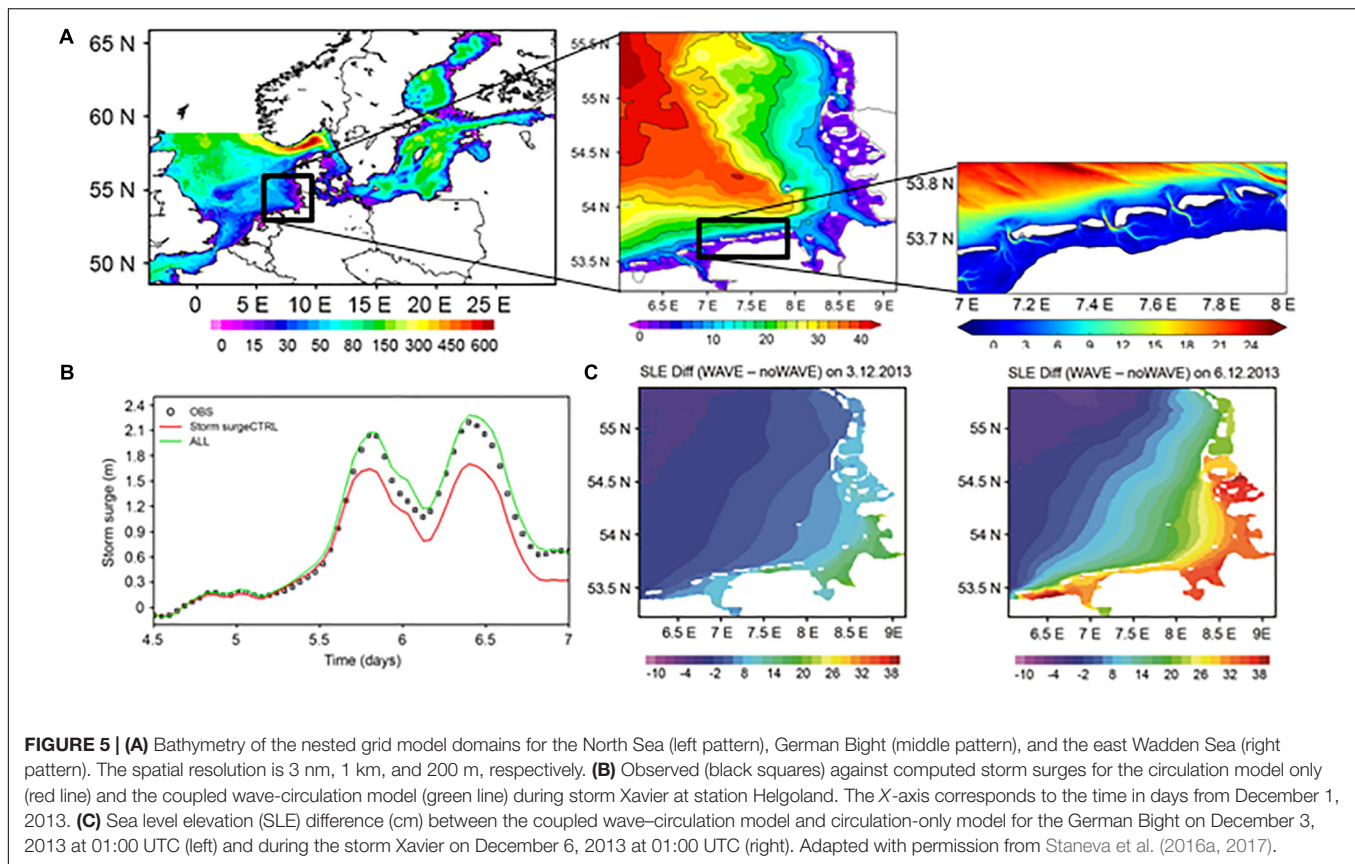 A
65 N
60 N
55 N
50 N
0 5 E 10 E 15 E 20 E 25 E
0 15 30 50 80 150 300 450 600
55.5 N
55 N
54.5 N
54 N
53.5 N
6.5 E 7 E 7.5 E 8 E 8.5 E 9 E
0 10 20 30 40
53.8 N
53.7 N
7 E 7.2 E 7.4 E 7.6 E 7.8 E 8 E
0 3 6 9 12 15 18 21 24
B
OBS
Storm surgeCTRL
ALL
Storm surge (m)
2.4
2.1
1.8
1.5
1.2
0.9
0.6
0.3
0
4.5 5 5.5 6 6.5 7
Time (days)
C
SLE Diff (WAVE – noWAVE) on 3.12.2013
55 N
54.5 N
54 N
53.5 N
6.5 E 7 E 7.5 E 8 E 8.5 E 9E
-10 -4 -2 8 14 20 26 32 38
SLE Diff (WAVE – noWAVE) on 6.12.2013
55 N
54.5 N
54 N
53.5 N
6.5 E 7 E 7.5 E 8 E 8.5 E 9 E
-10 -4 -2 8 14 20 26 32 38
FIGURE 5 | (A) Bathymetry of the nested grid model domains for the North Sea (left pattern), German Bight (middle pattern), and the east Wadden Sea (right
pattern). The spatial resolution is 3 nm, 1 km, and 200 m, respectively. (B) Observed (black squares) against computed storm surges for the circulation model only
(red line) and the coupled wave-circulation model (green line) during storm Xavier at station Helgoland. The X-axis corresponds to the time in days from December 1,
2013. (C) Sea level elevation (SLE) difference (cm) between the coupled wave–circulation model and circulation-only model for the German Bight on December 3,
2013 at 01:00 UTC (left) and during the storm Xavier on December 6, 2013 at 01:00 UTC (right). Adapted with permission from Staneva et al. (2016a, 2017).